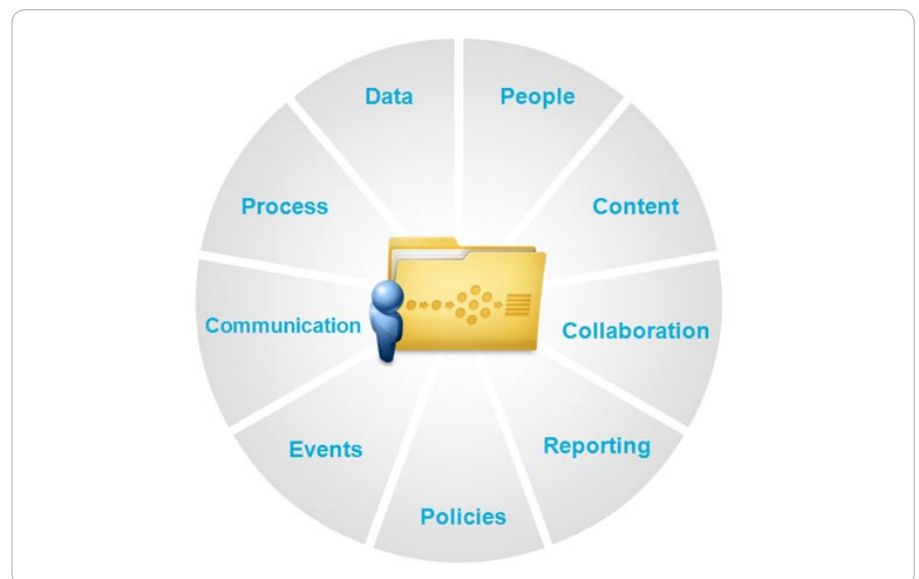 Data
People
Process
Content
Communication
Collaboration
Events
Reporting
Policies